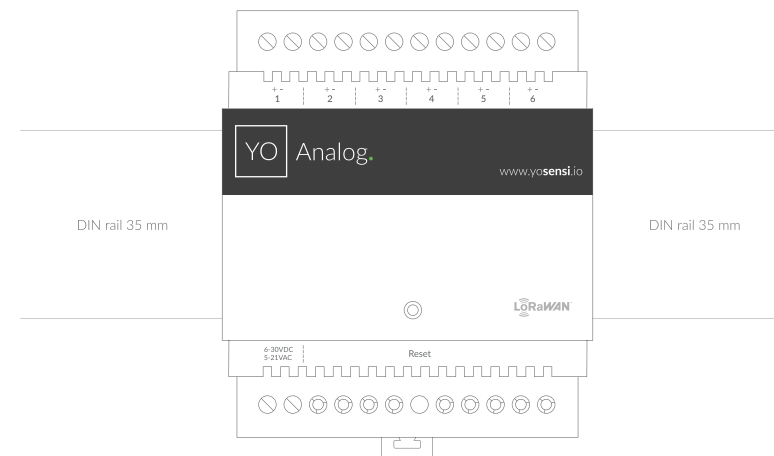 + - + - + - + - + - + -
1 2 3 4 5 6
YO Analog.
www.yosensi.io
DIN rail 35 mm DIN rail 35 mm
LoRaWAN
6-30VDC
5-21VAC
Reset